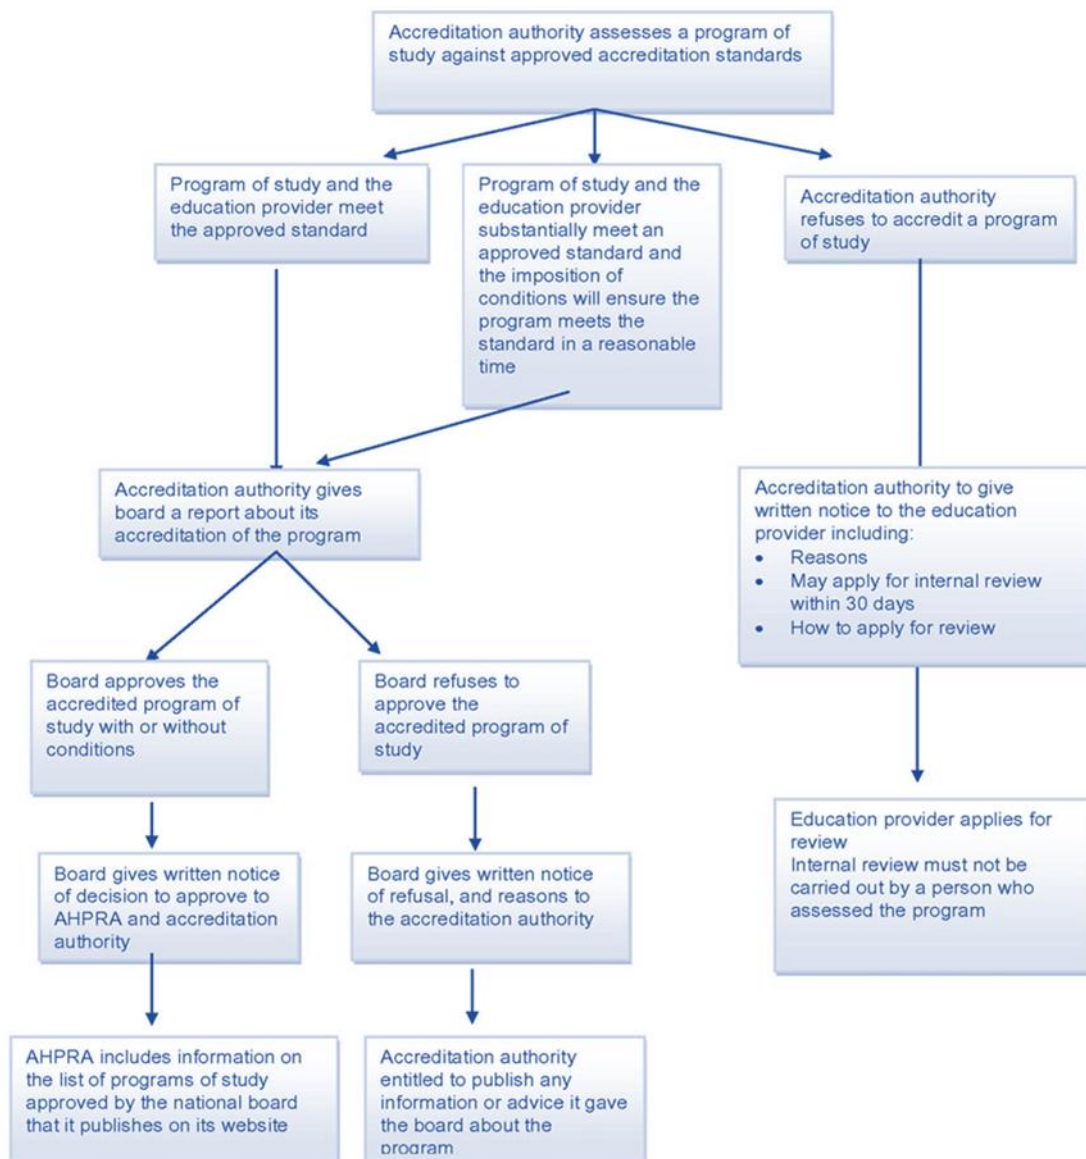 Accreditation authority assesses a program of
study against approved accreditation standards
Program of study and the
education provider meet
the approved standard
Program of study and the
education provider
substantially meet an
approved standard and
the imposition of
conditions will ensure the
program meets the
standard in a reasonable
time
Accreditation authority
refuses to accredit a program
of study
Accreditation authority gives
board a report about its
accreditation of the program
Accreditation authority to give
written notice to the education
provider including:
• Reasons
• May apply for internal review
within 30 days
• How to apply for review
Board approves the
accredited program of
study with or without
conditions
Board refuses to
approve the
accredited program of
study
Education provider applies for
review
Internal review must not be
carried out by a person who
assessed the program
Board gives written notice
of decision to approve to
AHPRA and accreditation
authority
Board gives written notice
of refusal, and reasons to
the accreditation authority
AHPRA includes information on
the list of programs of study
approved by the national board
that it publishes on its website
Accreditation authority
entitled to publish any
information or advice it gave
the board about the
program